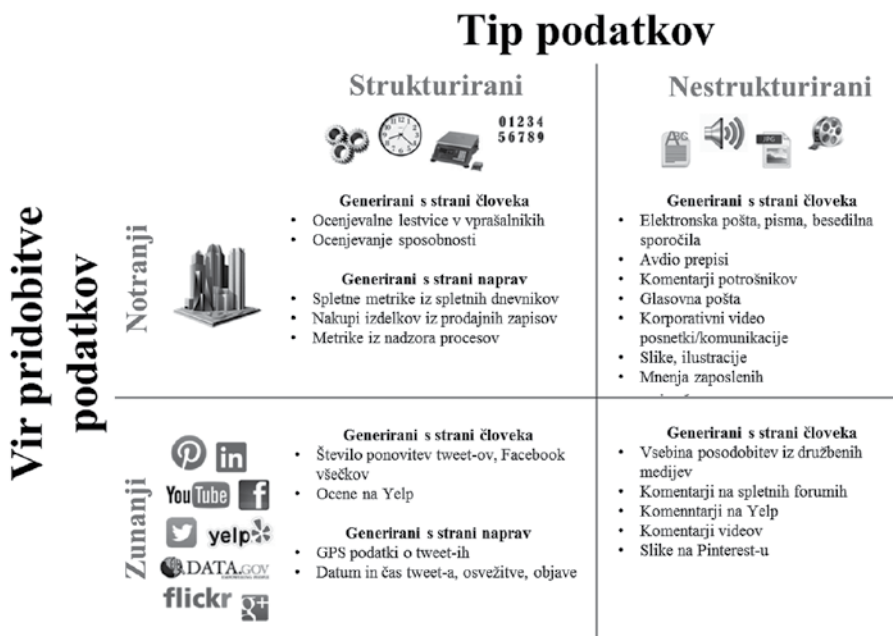 Tip podatkov
Strukturirani
Nestrukturirani
Vir pridobitve
podatkov
Notranji
01234
56789
Generirani s strani človeka
• Ocenjevalne lestvice v vprašalnikih
• Ocenjevanje sposobnosti
Generirani s strani naprav
• Spletne metrike iz spletnih dnevnikov
• Nakupi izdelkov iz prodajnih zapisov
• Metrike iz nadzora procesov
ABC
JPG
Generirani s strani človeka
• Elektronska pošta, pisma, besedilna
sporočila
• Avdio prepisi
• Komentarji potrošnikov
• Glasovna pošta
• Korporativni video
posnetki/komunikacije
• Slike, ilustracije
• Mnenja zaposlenih
Zunanji
in
YouTube
f
yelp
DATA.GOV
flickr
g+
Generirani s strani človeka
• Število ponovitev tweet-ov, Facebook
všečkov
• Ocene na Yelp
Generirani s strani naprav
• GPS podatki o tweet-ih
• Datum in čas tweet-a, osvežitve, objave
Generirani s strani človeka
• Vsebina posodobitev iz družbenih
medijev
• Komentarji na spletnih forumih
• Komenntarji na Yelp
• Komentarji videov
• Slike na Pinterest-u